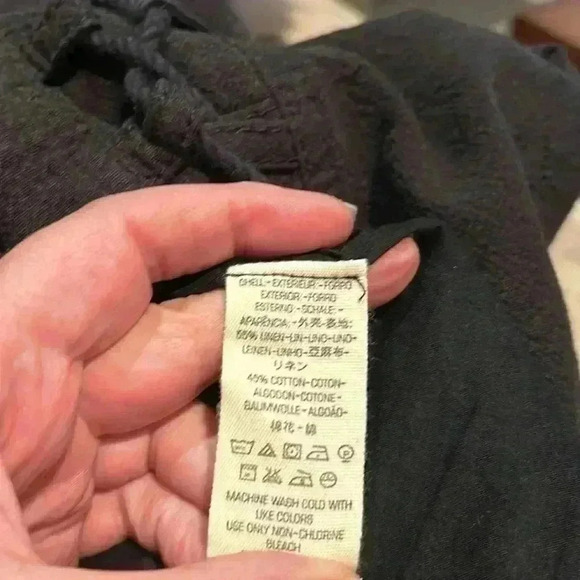 SHELL:-EXTERIEUR:-FORRO
EXTERIOR:-FORRO
ESTERNO:-SCHALE:-
APARÊNCIA:-外壳:-表地:
55% LINEN-LIN-LINO-LINO-
LEINEN-LINHO-亞麻布-
リネン
45% COTTON-COTON-
ALGODON-COTONE-
BAUMWOLLE-ALGODÃO-
棉花-綿
MACHINE WASH COLD WITH
LIKE COLORS
USE ONLY NON-CHLORINE
BLEACH